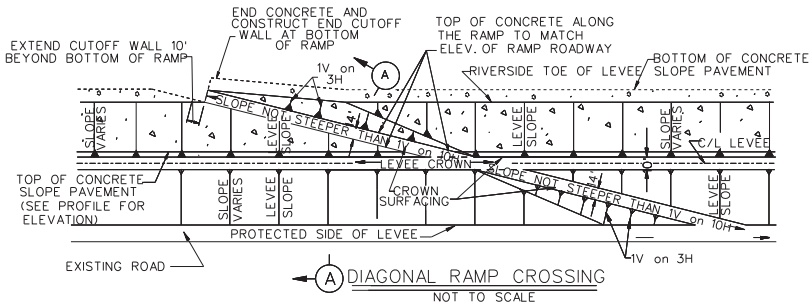 END CONCRETE AND
CONSTRUCT END CUTOFF
WALL AT BOTTOM
OF RAMP
TOP OF CONCRETE ALONG
THE RAMP TO MATCH
ELEV. OF RAMP ROADWAY
EXTEND CUTOFF WALL 10'
BEYOND BOTTOM OF RAMP
1V on
3H
A
BOTTOM OF CONCRETE
SLOPE PAVEMENT
RIVERSIDE TOE OF LEVEE
SLOPE
VARIES
LEVEE
SLOPE
SLOPE NOT STEEPER THAN 1V on 10H
LEVEE
SLOPE
SLOPE
VARIES
C/L LEVEE
LEVEE CROWN
TOP OF CONCRETE
SLOPE PAVEMENT
(SEE PROFILE FOR
ELEVATION)
CROWN
SURFACING
SLOPE
VARIES
LEVEE
SLOPE
SLOPE NOT STEEPER THAN 1V on 10H
LEVEE
SLOPE
PROTECTED SIDE OF LEVEE
EXISTING ROAD
1V on 3H
A
DIAGONAL RAMP CROSSING
NOT TO SCALE